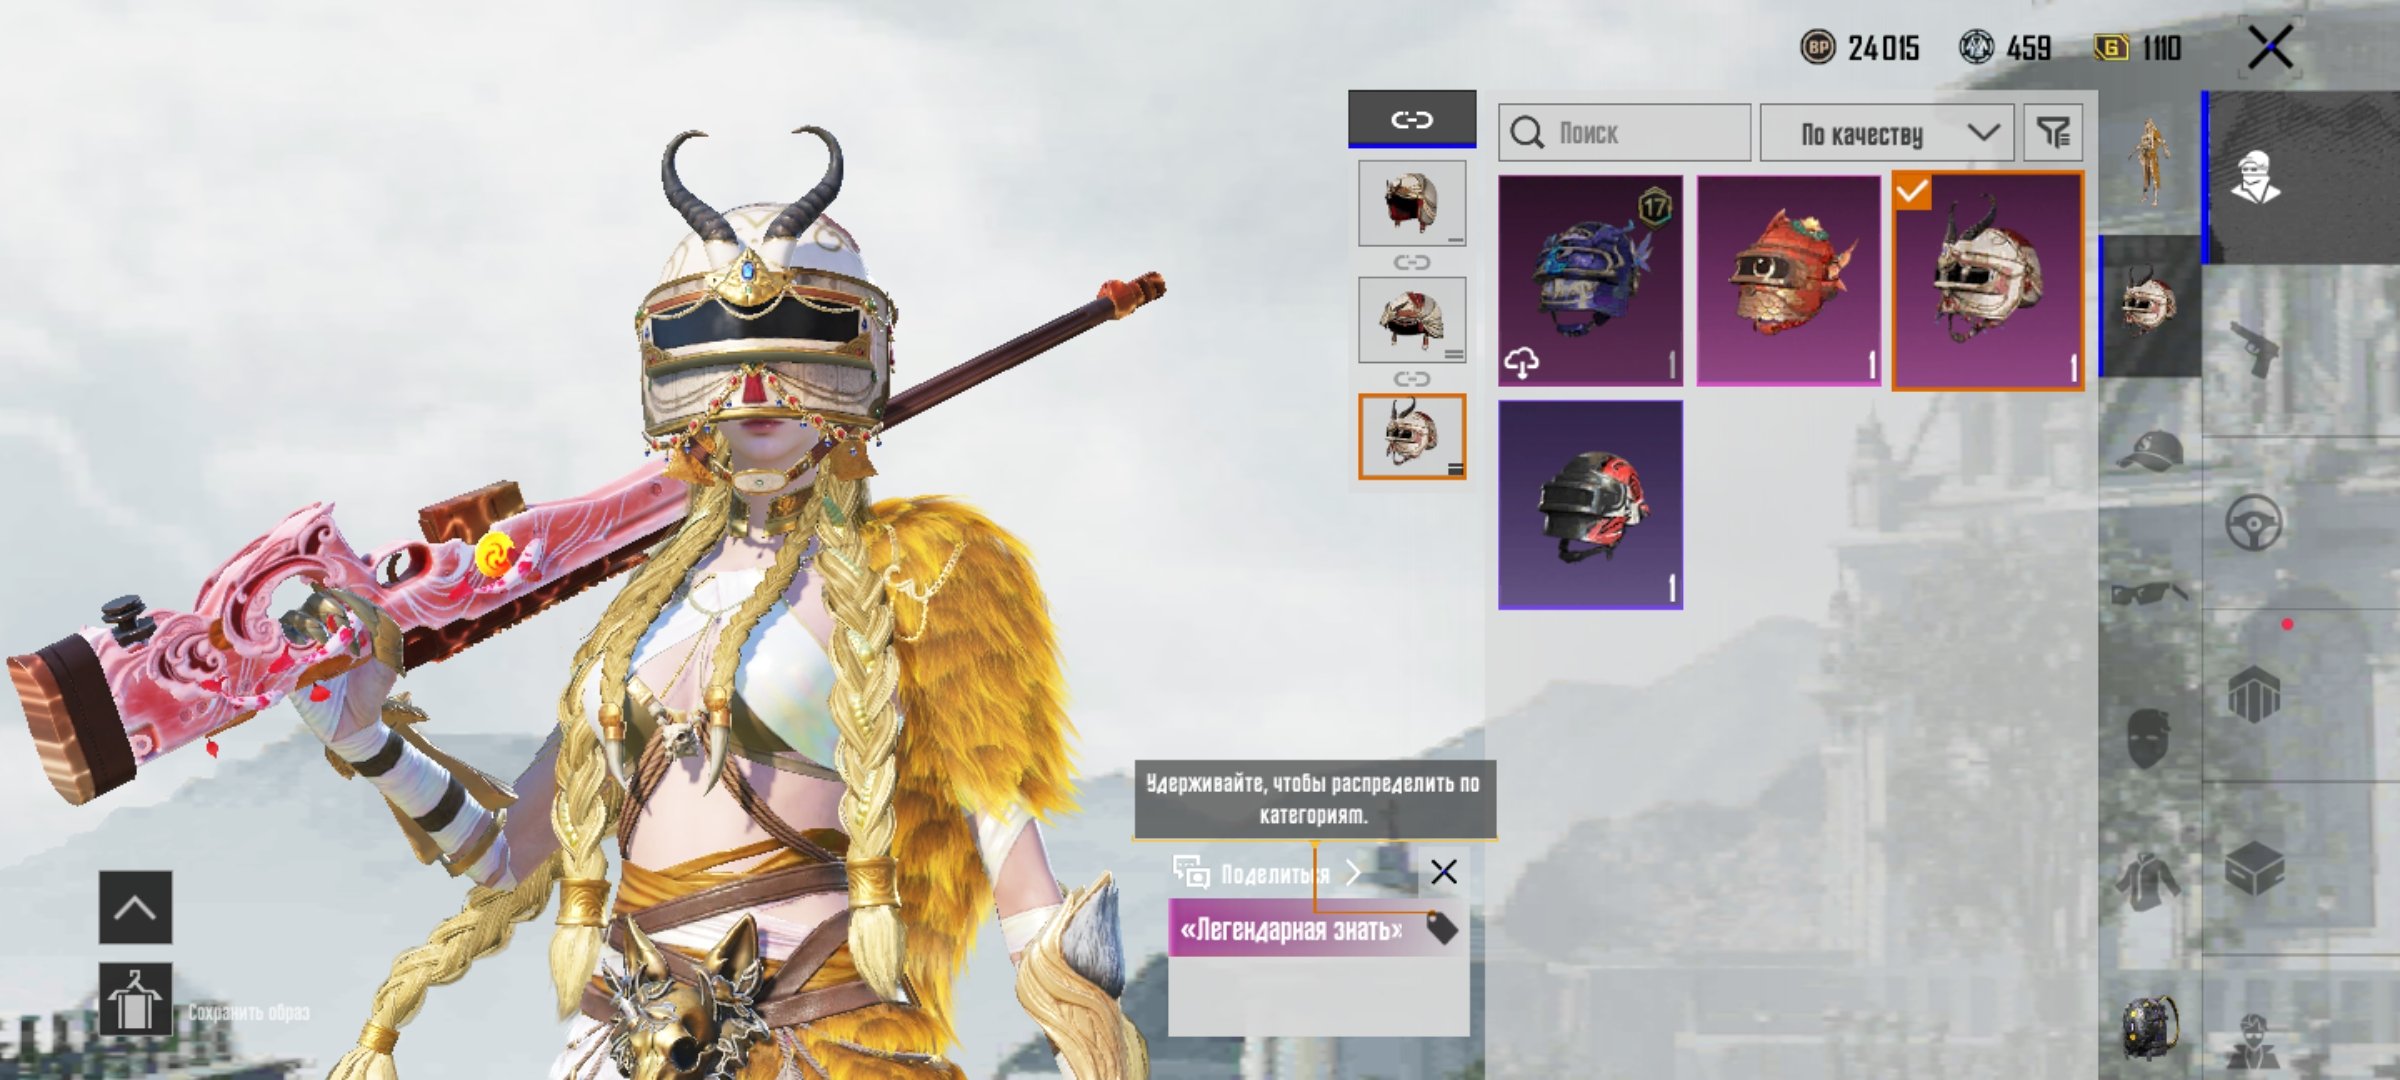 BP 24015 459 G 1110
Поиск
По качеству
17
1
1
1
1
Удерживайте, чтобы распределить по
категориям.
Поделиться
«Легендарная знать»
Сохранить образ